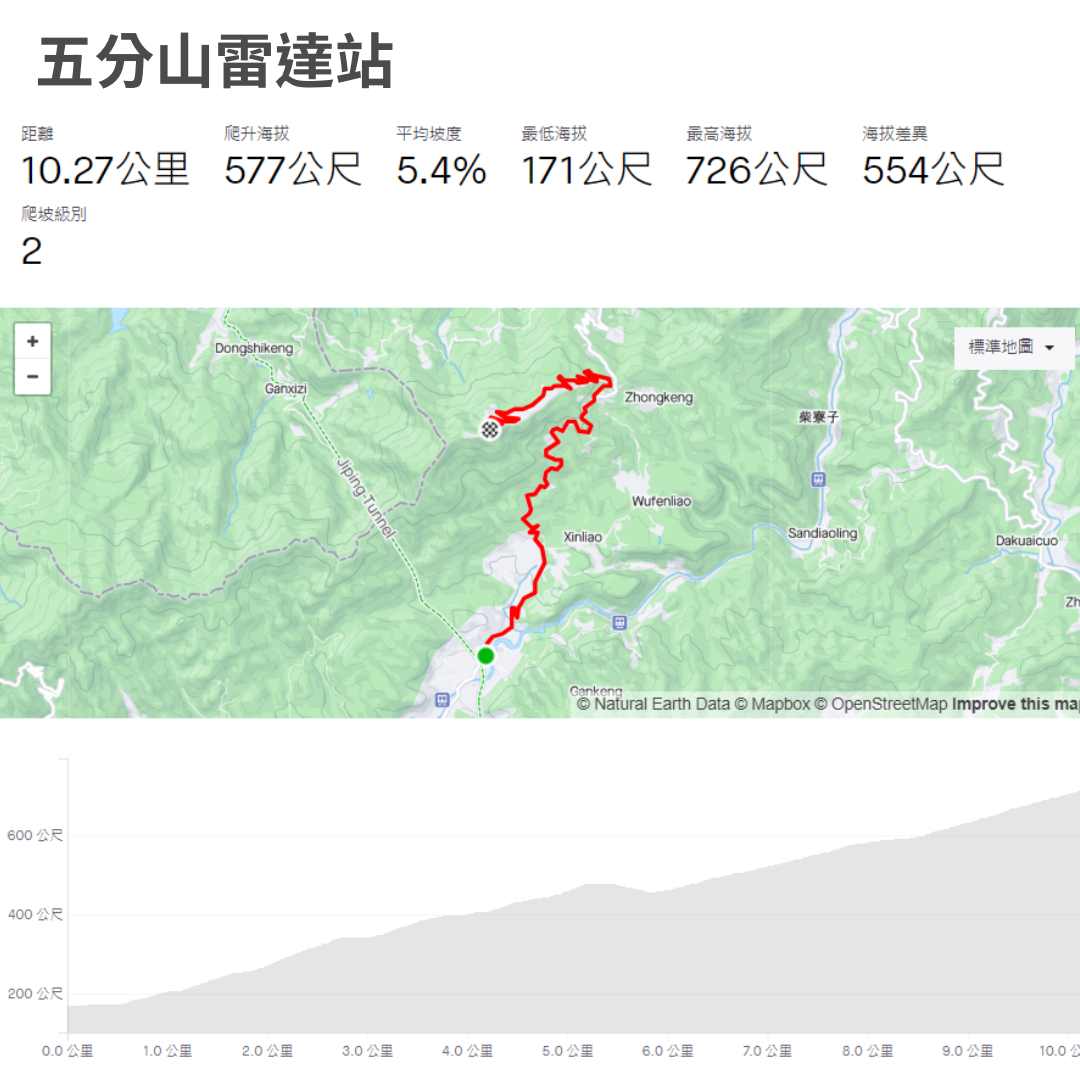 五分山雷達站
距離 爬升海拔 平均坡度 最低海拔 最高海拔 海拔差異
10.27公里 577公尺 5.4% 171公尺 726公尺 554公尺
爬坡級別
2
+
−
標準地圖
Dongshikeng
Ganxizi
Zhongkeng
柴寮子
Jiping Tunnel
Wufenliao
Xinliao
Sandiaoling
Dakuaicuo
Zh
Gankeng
© Natural Earth Data © Mapbox © OpenStreetMap Improve this map
600 公尺
400 公尺
200 公尺
0.0 公里 1.0 公里 2.0 公里 3.0 公里 4.0 公里 5.0 公里 6.0 公里 7.0 公里 8.0 公里 9.0 公里 10.0 公